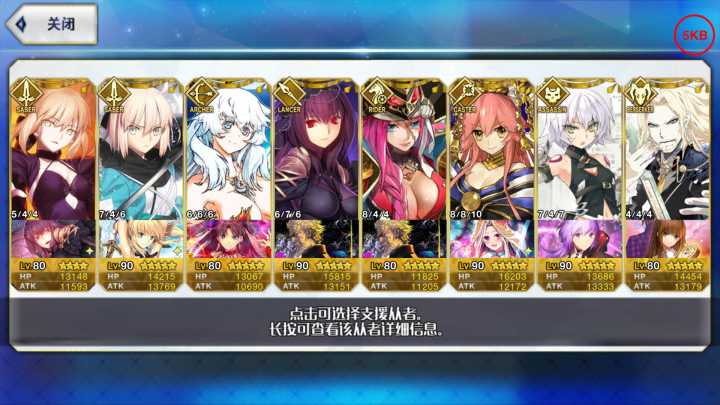 关闭
5KB
SABER
SABER
ARCHER
LANCER
RIDER
CASTER
ASSASSIN
BERSERKER
5/4/4
7/4/6
6/6/6
6/7/6
8/4/4
8/8/10
7/4/7
4/4/4
Lv.80
Lv.90
Lv.80
Lv.90
Lv.80
Lv.90
Lv.90
Lv.80
HP 13148
HP 14215
HP 13067
HP 15815
HP 11825
HP 16203
HP 13686
HP 14454
ATK 11593
ATK 13769
ATK 10690
ATK 13151
ATK 11205
ATK 12172
ATK 13333
ATK 13179
点击可选择支援从者。
长按可查看该从者详细信息。